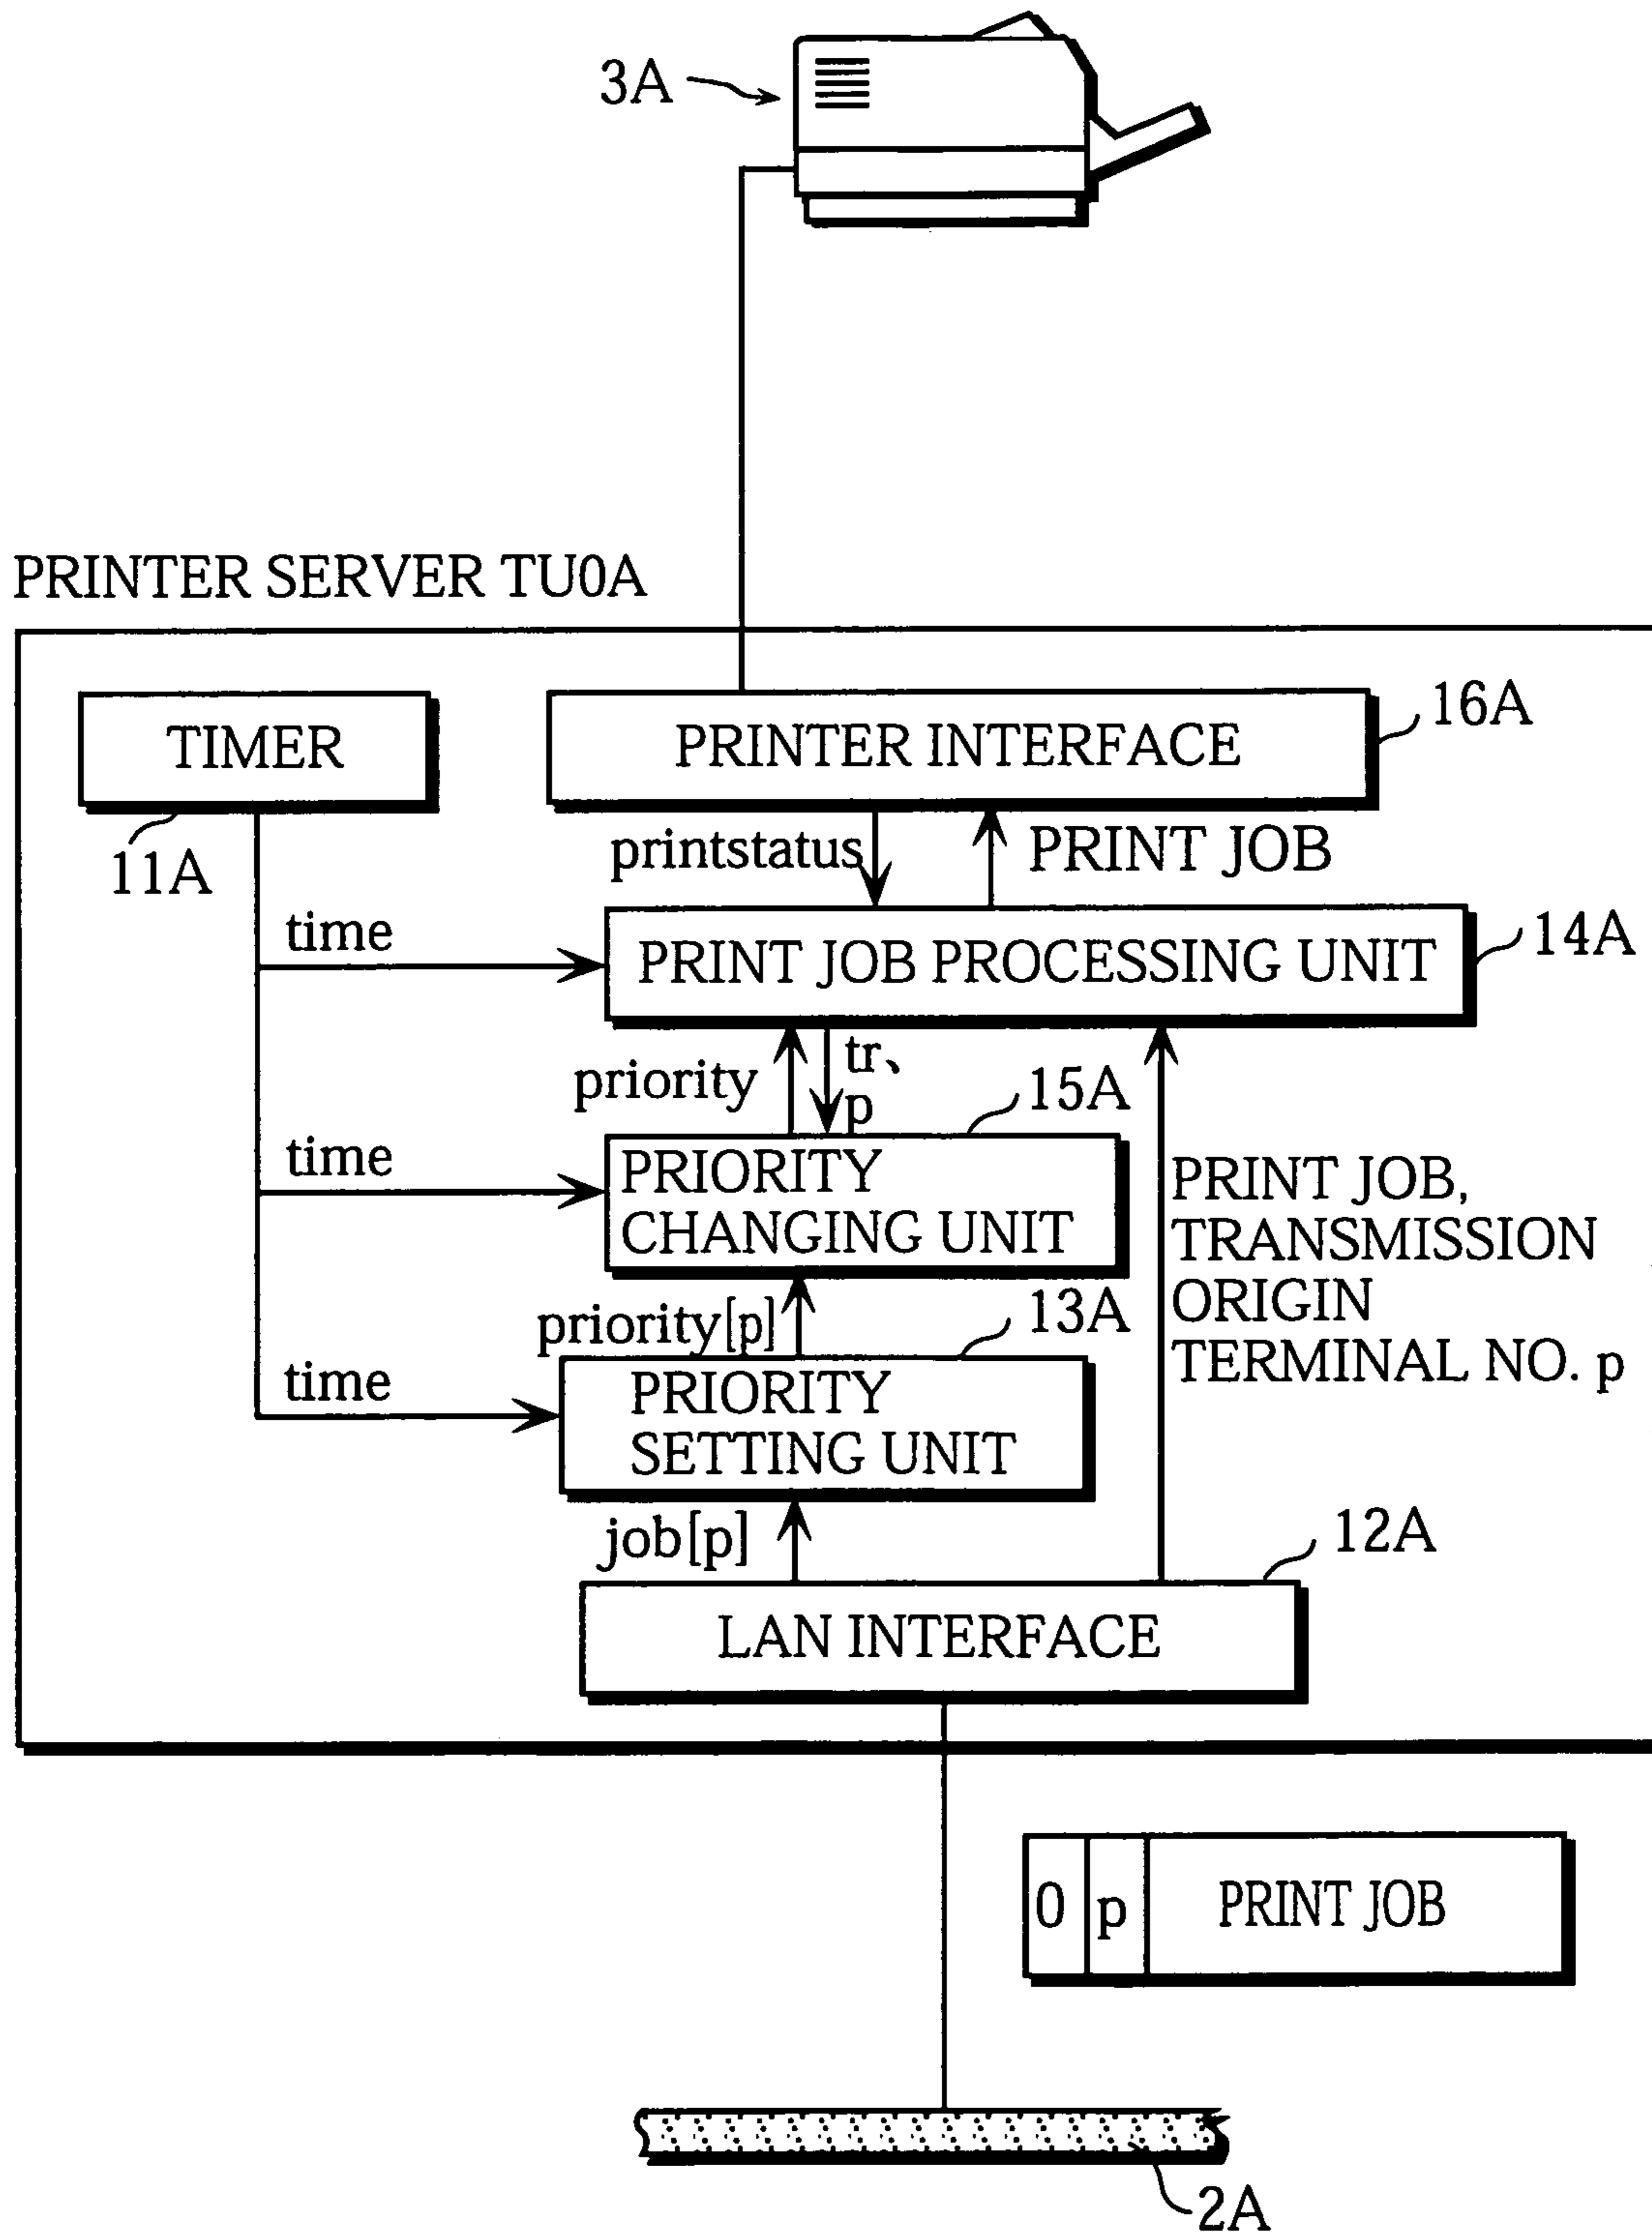 3A
PRINTER SERVER TU0A
TIMER
11A
PRINTER INTERFACE
16A
printstatus
PRINT JOB
time
PRINT JOB PROCESSING UNIT
14A
priority
tr、
p
15A
time
PRIORITY
CHANGING UNIT
PRINT JOB,
TRANSMISSION
ORIGIN
TERMINAL NO. p
priority[p]
13A
time
PRIORITY
SETTING UNIT
job[p]
12A
LAN INTERFACE
0 p PRINT JOB
2A